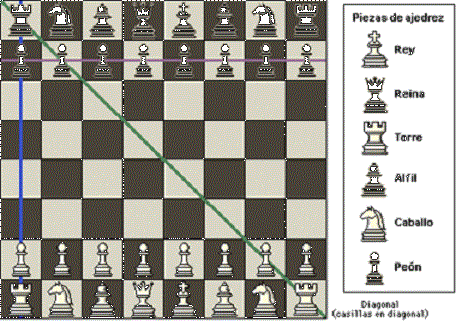 Piezas de ajedrez
Rey
Reina
Torre
Alfil
Caballo
Peón
Diagonal
(casillas en diagonal)